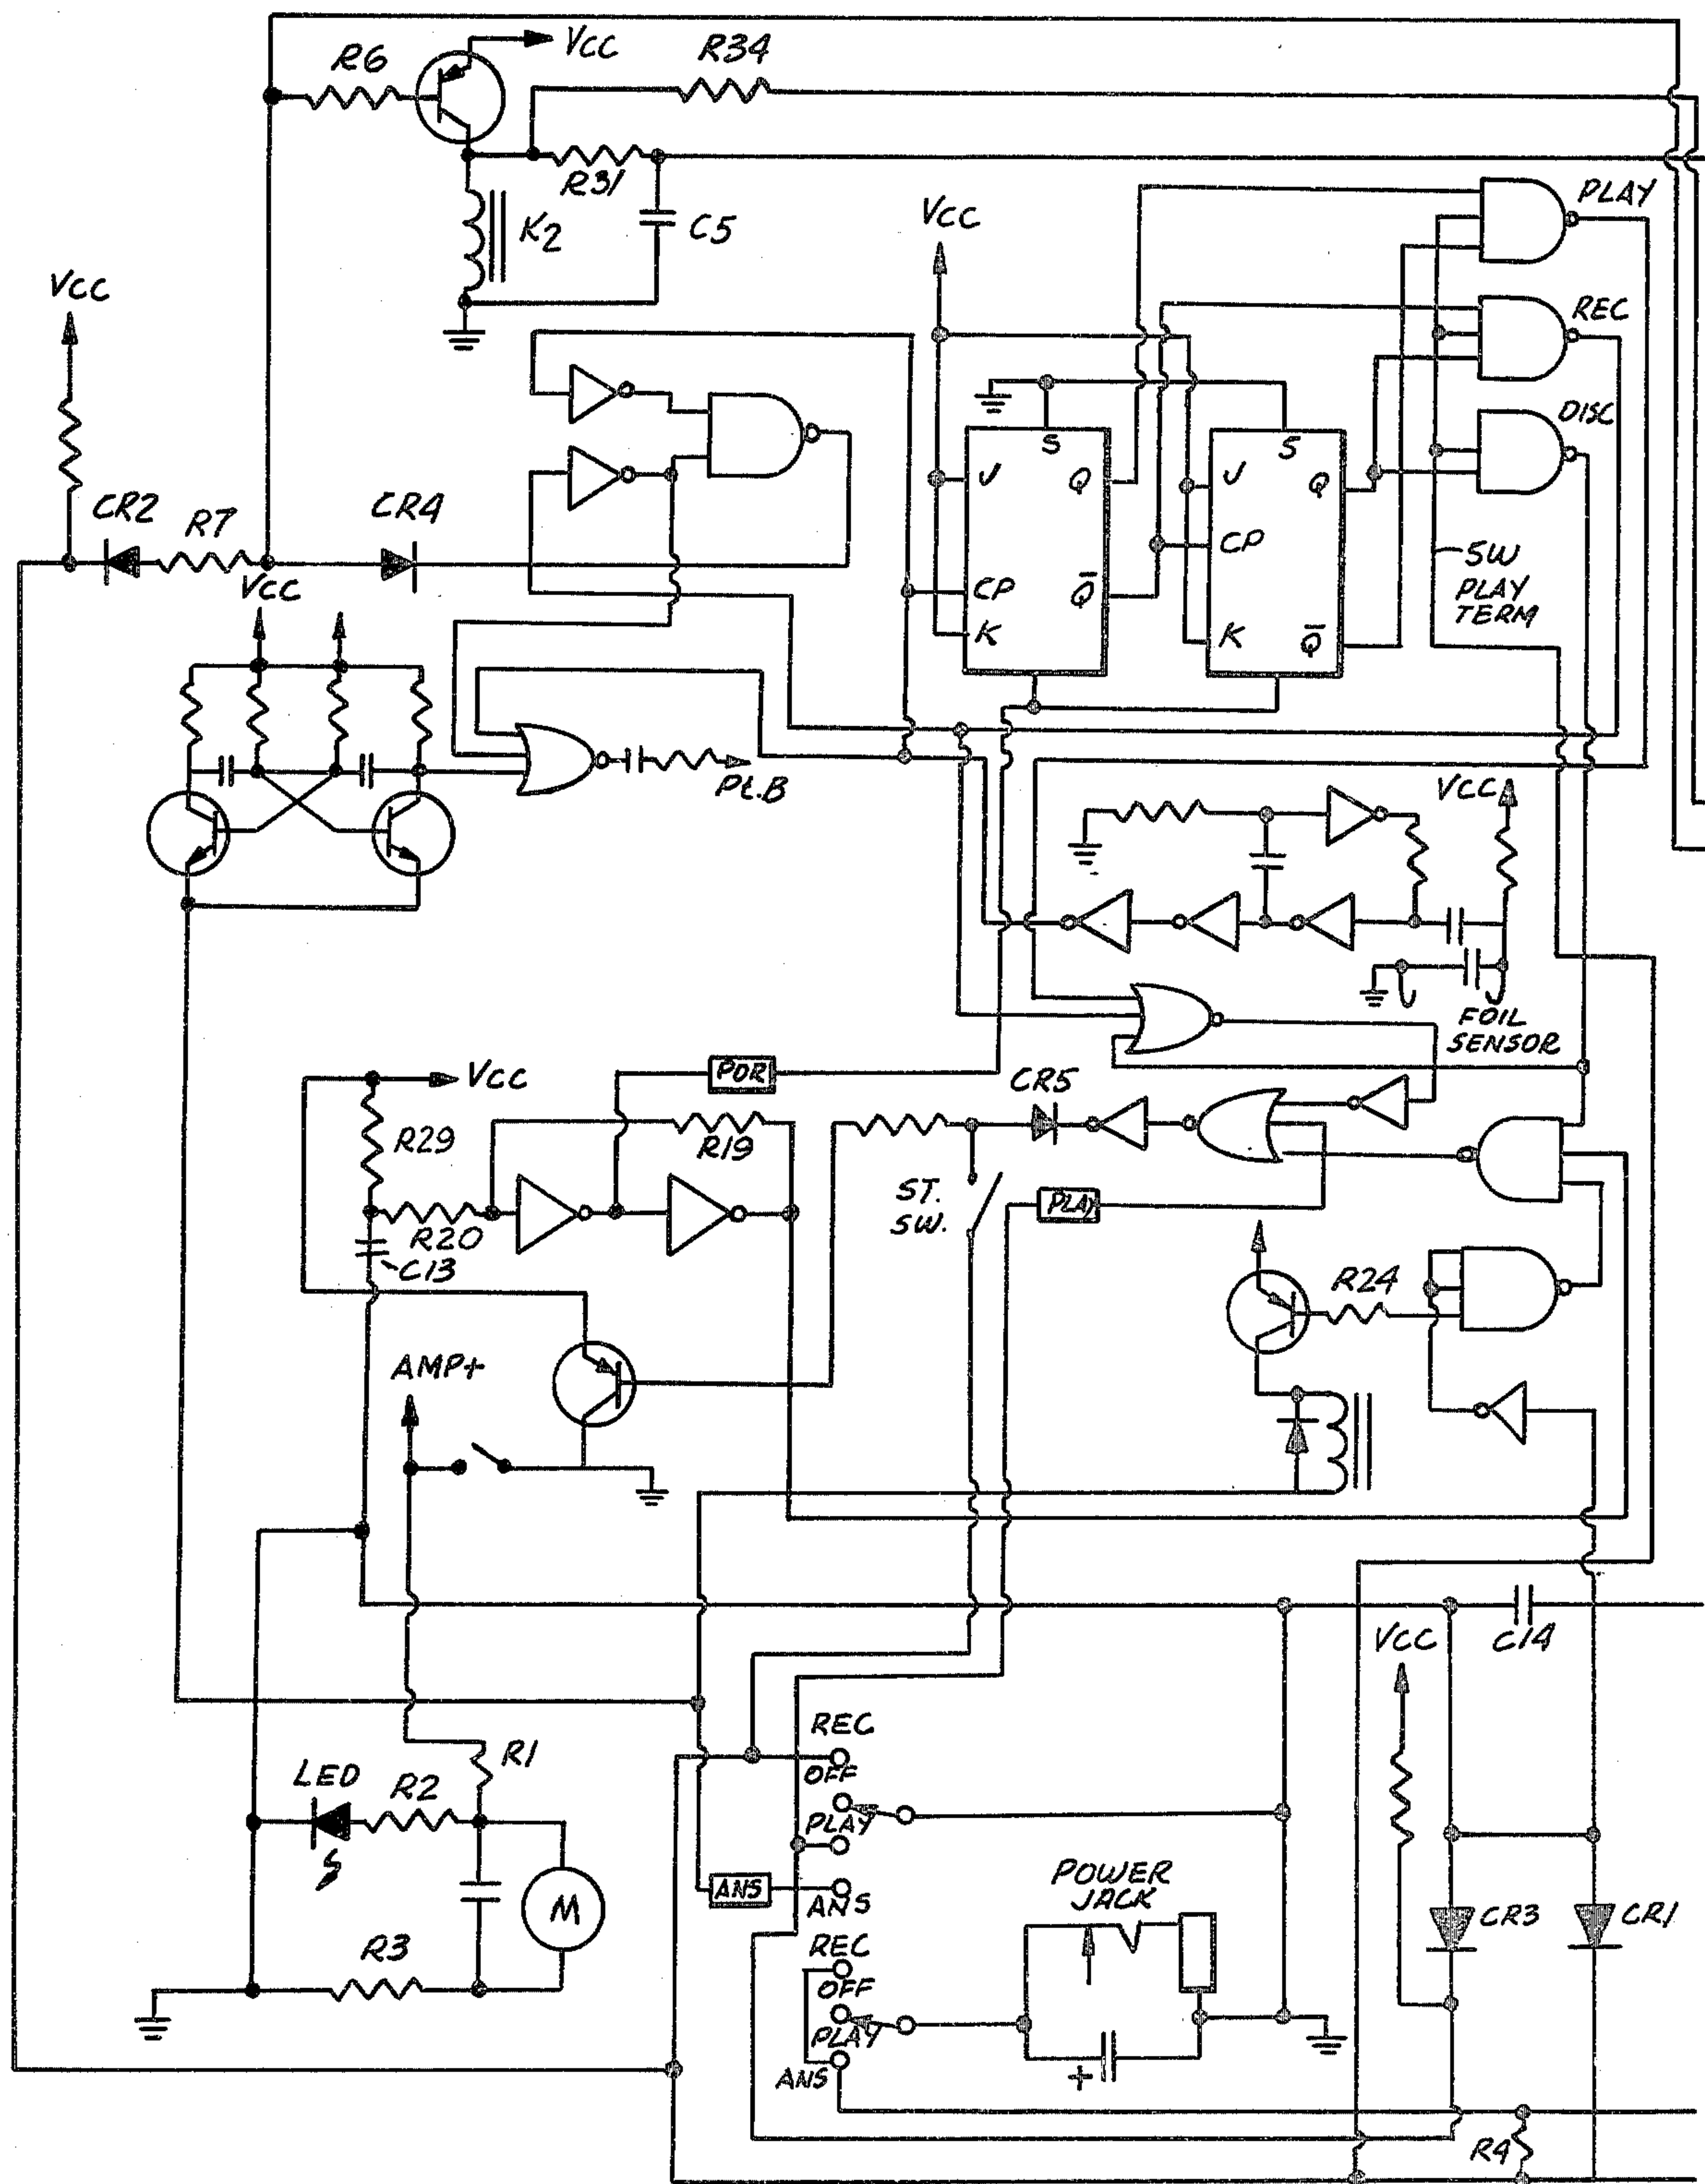 VCC
R34
R6
R31
K2
C5
VCC
PLAY
VCC
REC
DISC
S
S
J
Q
J
Q
CR2
R7
CR4
CP
SW
PLAY
TERM
VCC
CP
Q̅
K
K
Q̅
Pt.B
VCC
FOIL
SENSOR
POR
VCC
CR5
R29
R19
ST.
SW.
PLAY
R20
C13
R24
AMP+
VCC
C14
REC
R1
LED
R2
OFF
PLAY
POWER
JACK
ANS
ANS
M
CR3
CR1
R3
REC
OFF
PLAY
ANS
+
R4